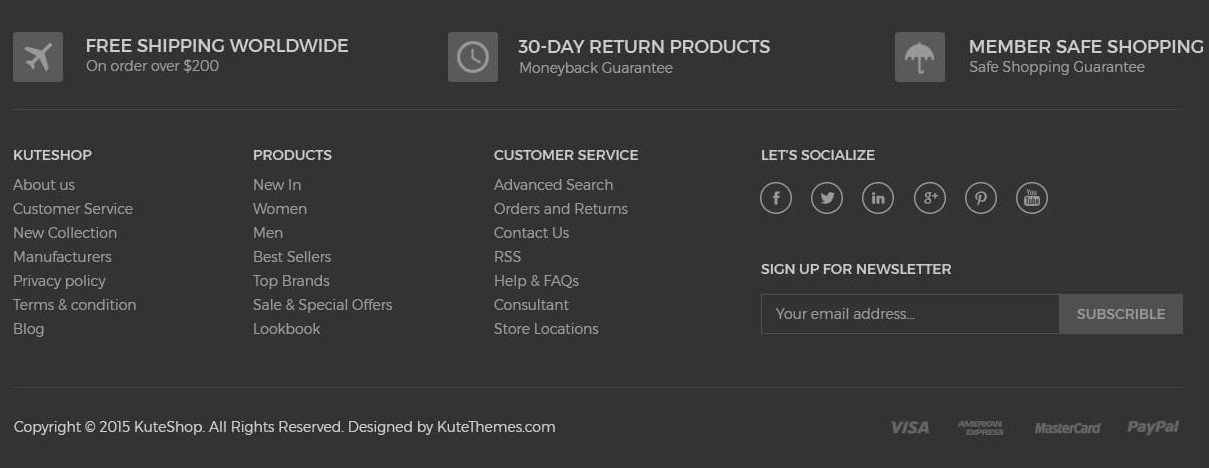 FREE SHIPPING WORLDWIDE
On order over $200
30-DAY RETURN PRODUCTS
Moneyback Guarantee
MEMBER SAFE SHOPPING
Safe Shopping Guarantee
KUTESHOP
About us
Customer Service
New Collection
Manufacturers
Privacy policy
Terms & condition
Blog
PRODUCTS
New In
Women
Men
Best Sellers
Top Brands
Sale & Special Offers
Lookbook
CUSTOMER SERVICE
Advanced Search
Orders and Returns
Contact Us
RSS
Help & FAQs
Consultant
Store Locations
LET'S SOCIALIZE
f in g+ You Tube
SIGN UP FOR NEWSLETTER
Your email address... SUBSCRIBLE
Copyright © 2015 KuteShop. All Rights Reserved. Designed by KuteThemes.com
VISA AMERICAN EXPRESS MasterCard PayPal